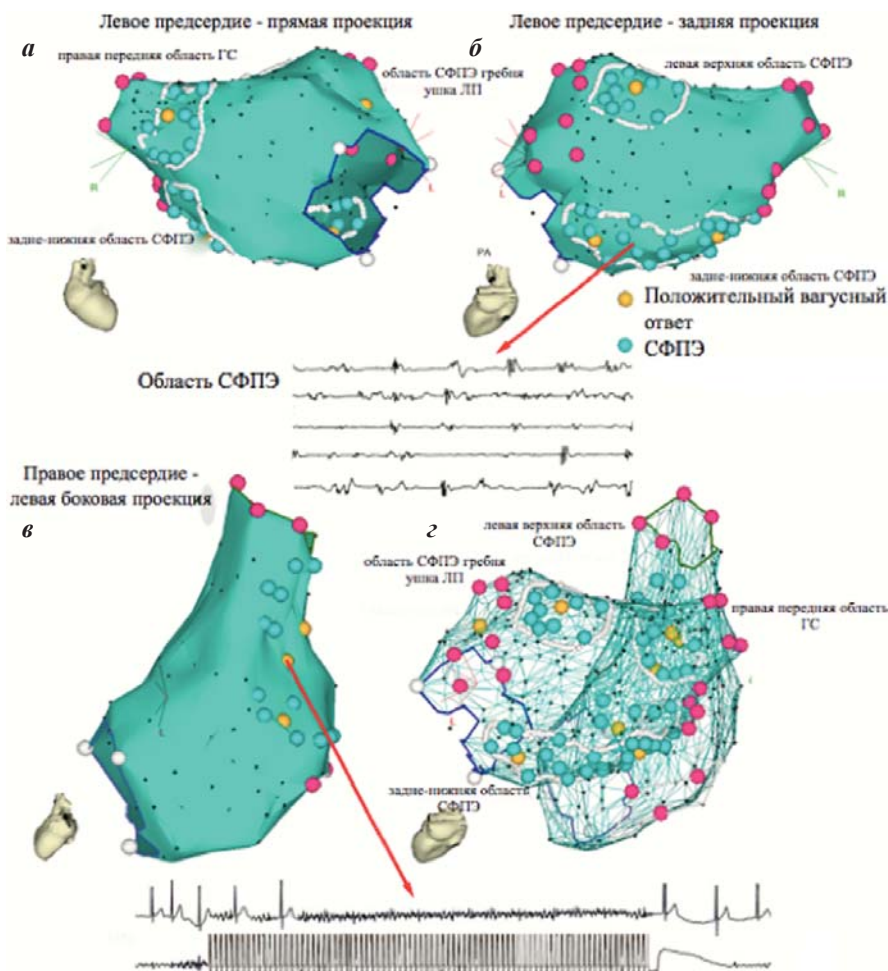 Левое предсердие - прямая проекция
Левое предсердие - задняя проекция
а
правая передняя область ГС
область СФПЭ гребня
ушка ЛП
задне-нижняя область СФПЭ
R
L
б
левая верхняя область СФПЭ
L
R
задне-нижняя область СФПЭ
PA
Положительный вагусный
ответ
СФПЭ
Область СФПЭ
Правое предсердие -
левая боковая проекция
в
L
г
левая верхняя область
СФПЭ
область СФПЭ гребня
ушка ЛП
правая передняя область
ГС
L
задне-нижняя область
СФПЭ